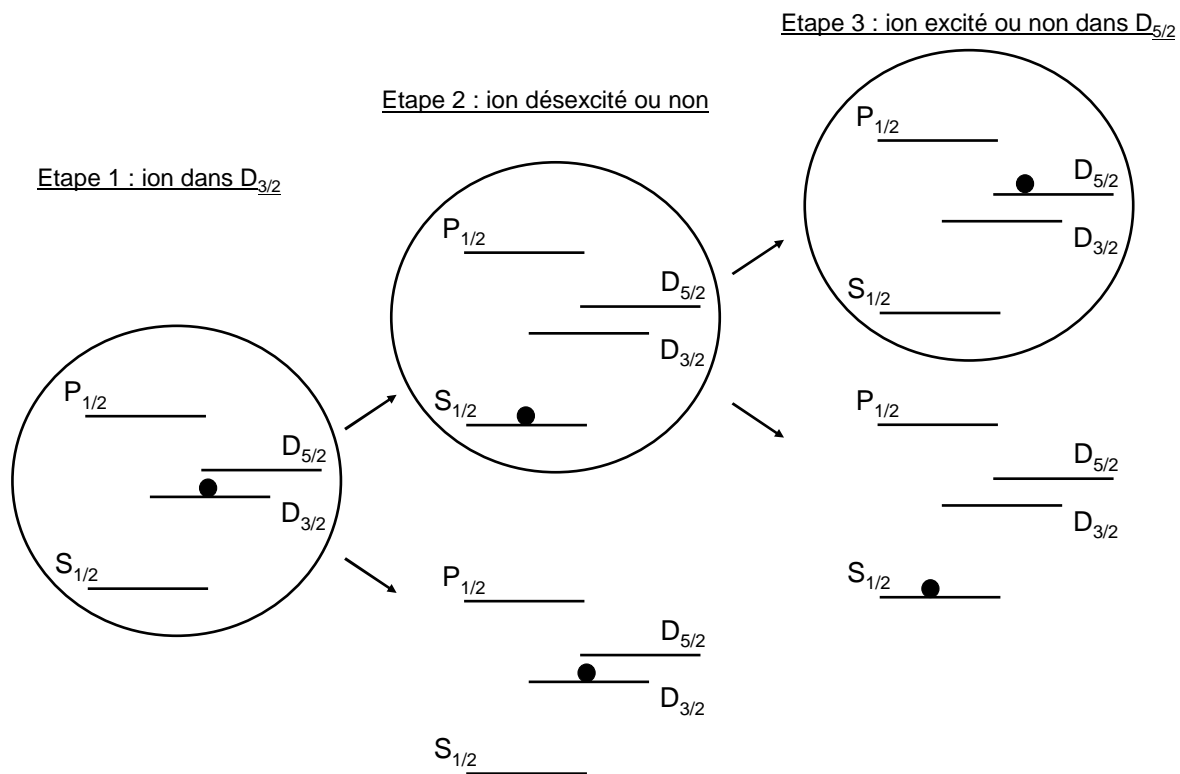 Etape 3 : ion excité ou non dans D5/2
Etape 2 : ion désexcité ou non
Etape 1 : ion dans D3/2
P1/2
D5/2
D3/2
S1/2
P1/2
D5/2
D3/2
S1/2
P1/2
D5/2
D3/2
S1/2
P1/2
D5/2
D3/2
S1/2
P1/2
D5/2
D3/2
S1/2